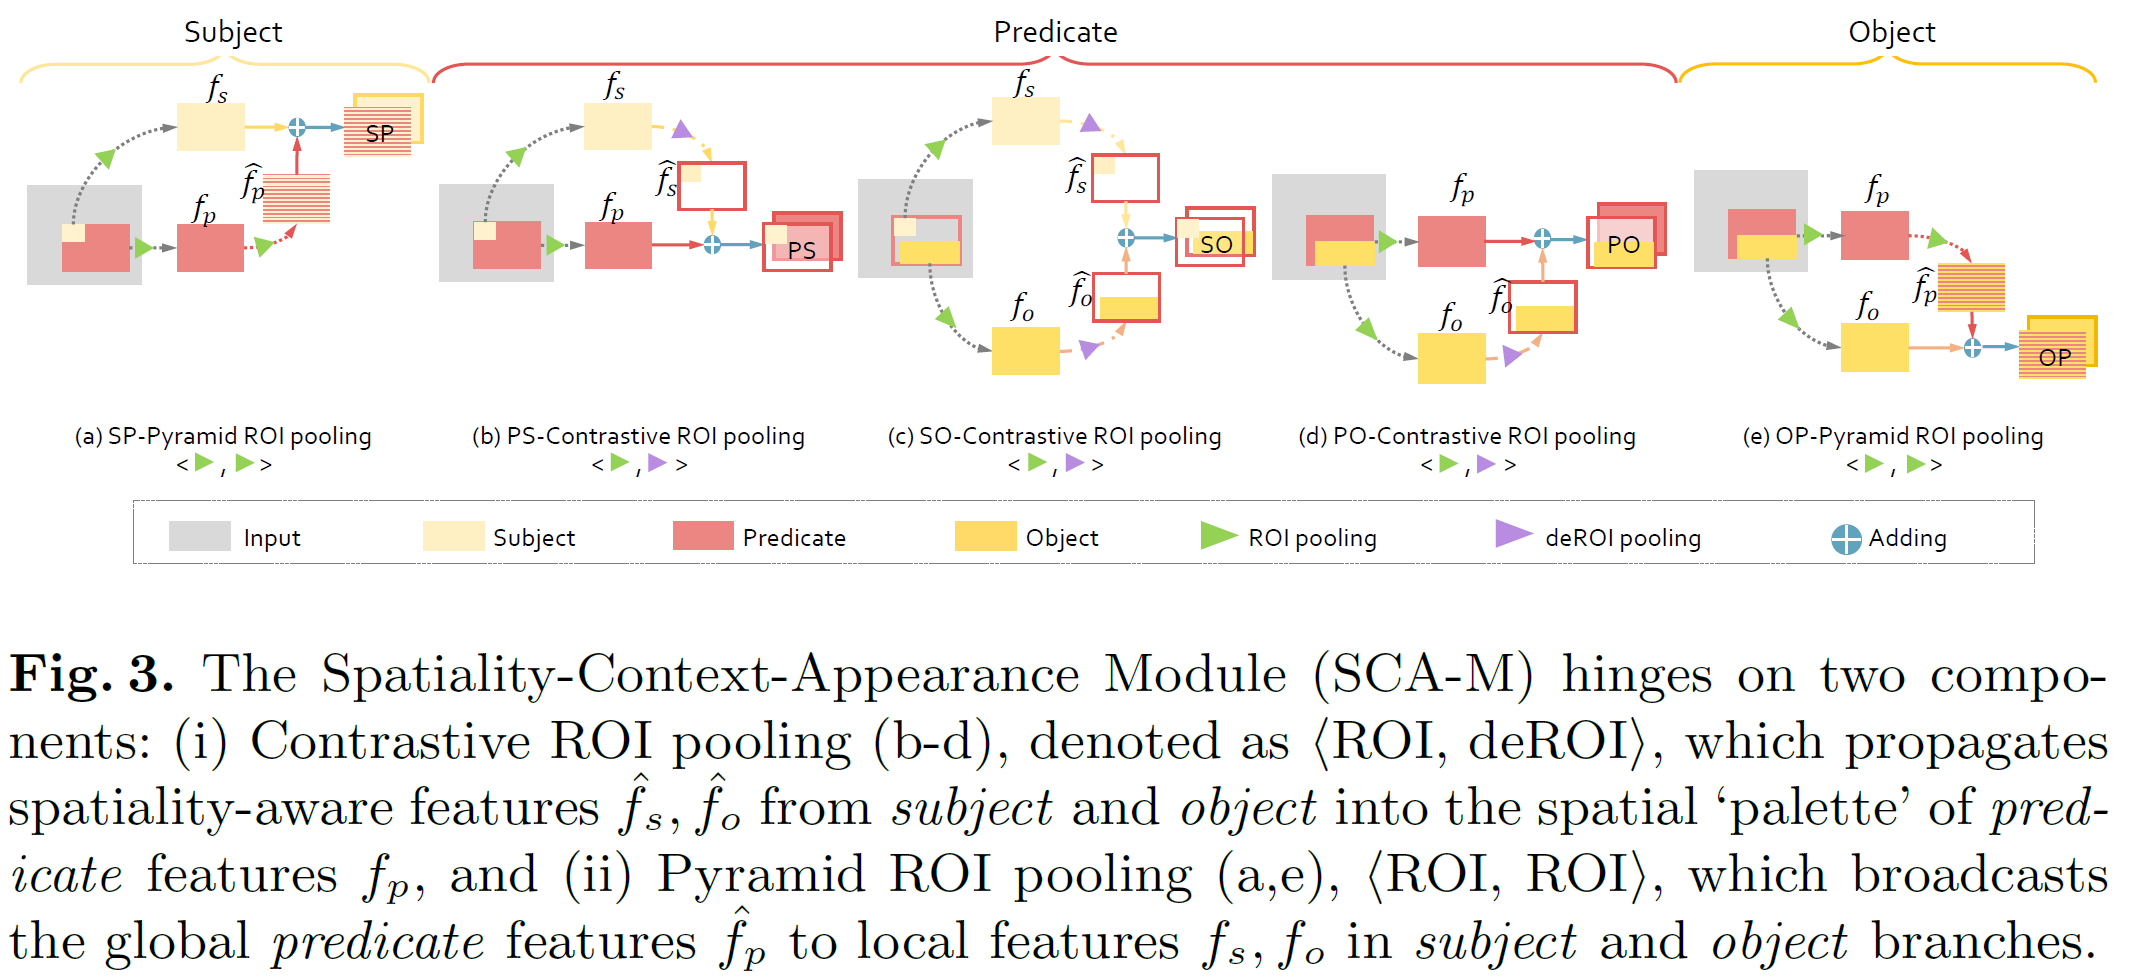 Subject
Predicate
Object
f_s
f_p
f̂_p
SP
f_s
f_p
f̂_s
PS
f_s
f̂_s
SO
f̂_o
f_o
f_p
PO
f̂_o
f_o
f_p
f̂_p
f_o
OP
(a) SP-Pyramid ROI pooling
< , >
(b) PS-Contrastive ROI pooling
< , >
(c) SO-Contrastive ROI pooling
< , >
(d) PO-Contrastive ROI pooling
< , >
(e) OP-Pyramid ROI pooling
< , >
Input Subject Predicate Object ROI pooling deROI pooling Adding
Fig. 3. The Spatiality-Context-Appearance Module (SCA-M) hinges on two compo-
nents: (i) Contrastive ROI pooling (b-d), denoted as ⟨ROI, deROI⟩, which propagates
spatiality-aware features f̂_s, f̂_o from subject and object into the spatial ‘palette’ of pred-
icate features f_p, and (ii) Pyramid ROI pooling (a,e), ⟨ROI, ROI⟩, which broadcasts
the global predicate features f̂_p to local features f_s, f_o in subject and object branches.